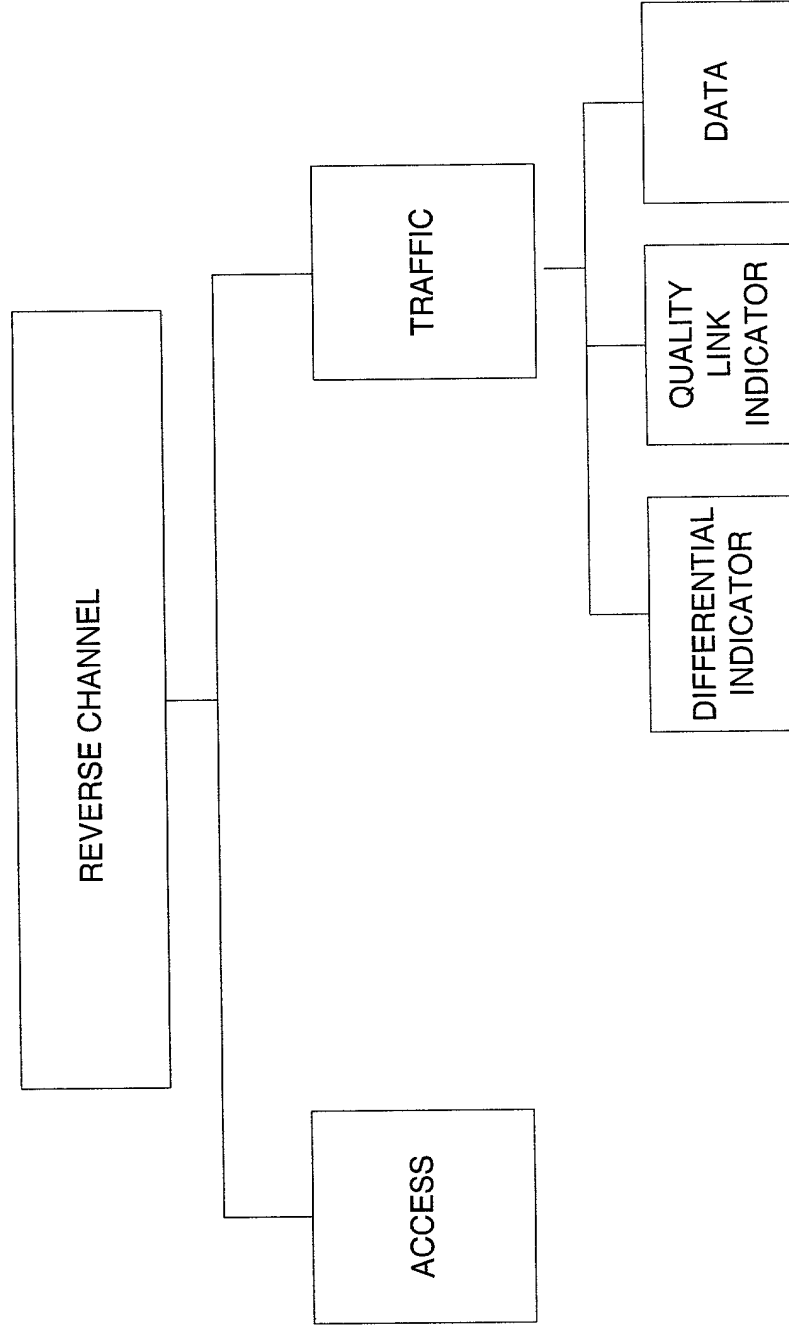 REVERSE CHANNEL
ACCESS
TRAFFIC
DIFFERENTIAL
INDICATOR
QUALITY
LINK
INDICATOR
DATA